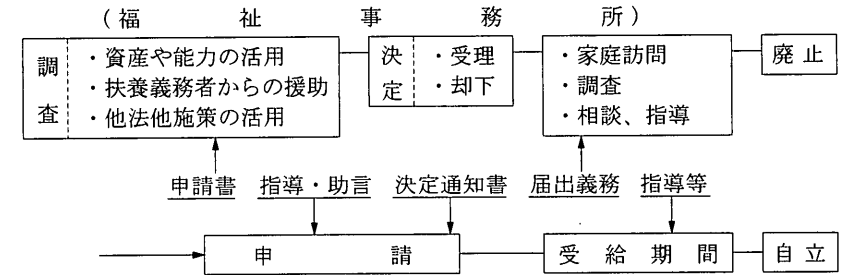 （福祉事務所）
調査
・資産や能力の活用
・扶養義務者からの援助
・他法他施策の活用
決定
・受理
・却下
・家庭訪問
・調査
・相談、指導
廃止
申請書 指導・助言 決定通知書 届出義務 指導等
申請 受給期間 自立